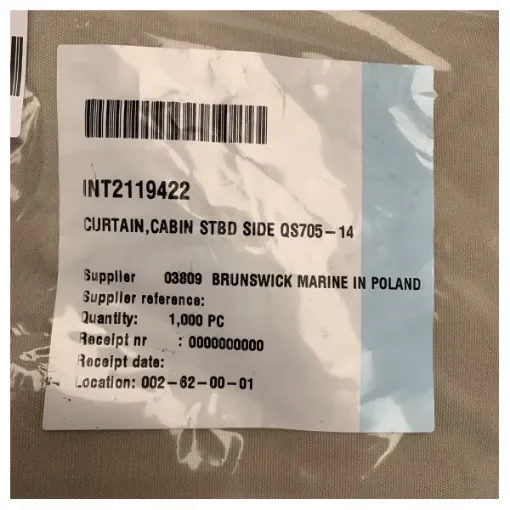 INT2119422
CURTAIN,CABIN STBD SIDE QS705-14
Supplier 03809 BRUNSWICK MARINE IN POLAND
Supplier reference:
Quantity: 1,000 PC
Receipt nr : 0000000000
Receipt date:
Location: 002-62-00-01